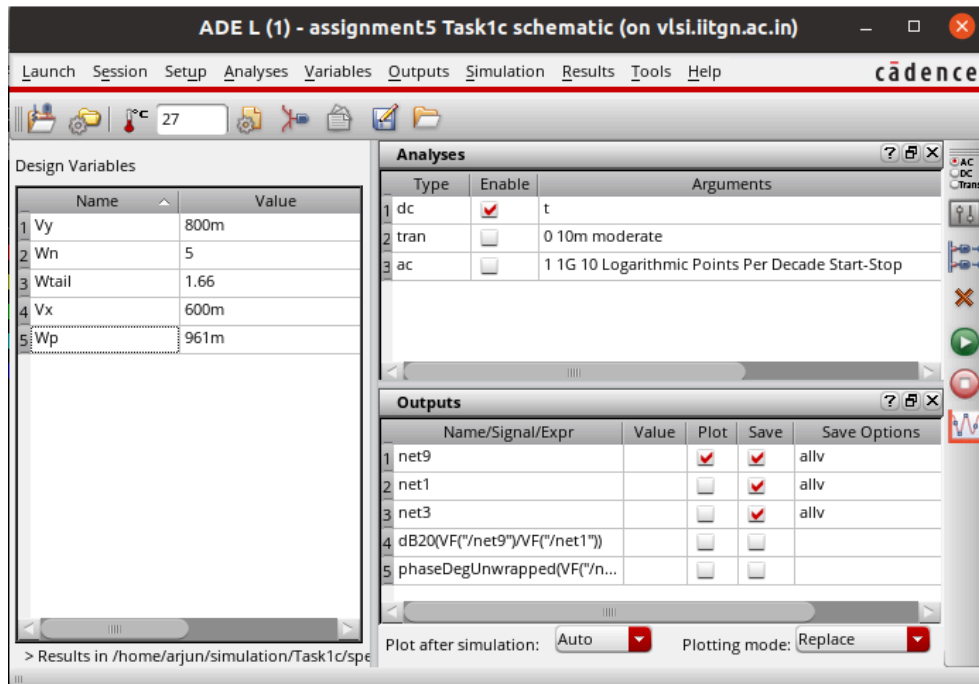 ADE L (1) - assignment5 Task1c schematic (on vlsi.iitgn.ac.in)
Launch Session Setup Analyses Variables Outputs Simulation Results Tools Help
cādence
°C 27
Design Variables
Name Value
1 Vy 800m
2 Wn 5
3 Wtail 1.66
4 Vx 600m
5 Wp 961m
> Results in /home/arjun/simulation/Task1c/spe
Analyses
Type Enable Arguments
1 dc t
2 tran 0 10m moderate
3 ac 1 1G 10 Logarithmic Points Per Decade Start-Stop
Outputs
Name/Signal/Expr Value Plot Save Save Options
1 net9 allv
2 net1 allv
3 net3 allv
4 dB20(VF("/net9")/VF("/net1"))
5 phaseDegUnwrapped(VF("/n...
Plot after simulation: Auto Plotting mode: Replace
AC
DC
Trans